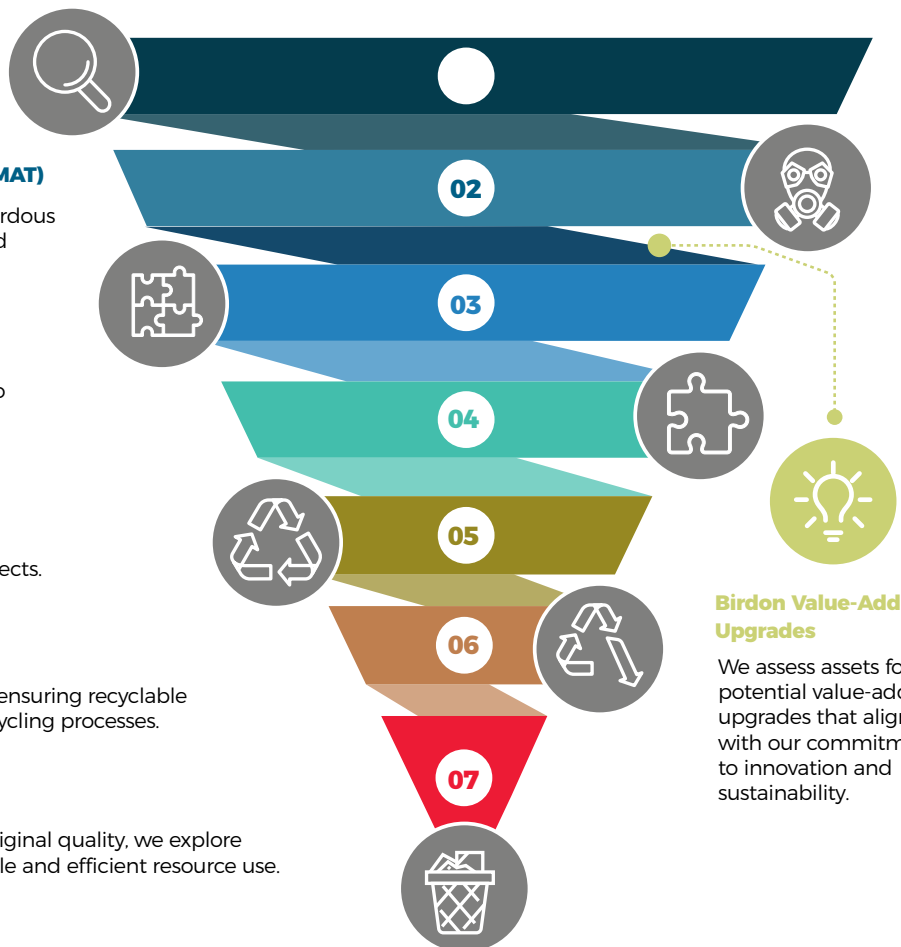 MAT)
rdous
d
02
03
o
04
05
ects.
06
ensuring recyclable
ycling processes.
Birdon Value-Add
Upgrades
We assess assets fo
potential value-add
upgrades that align
with our commitm
to innovation and
sustainability.
07
iginal quality, we explore
le and efficient resource use.